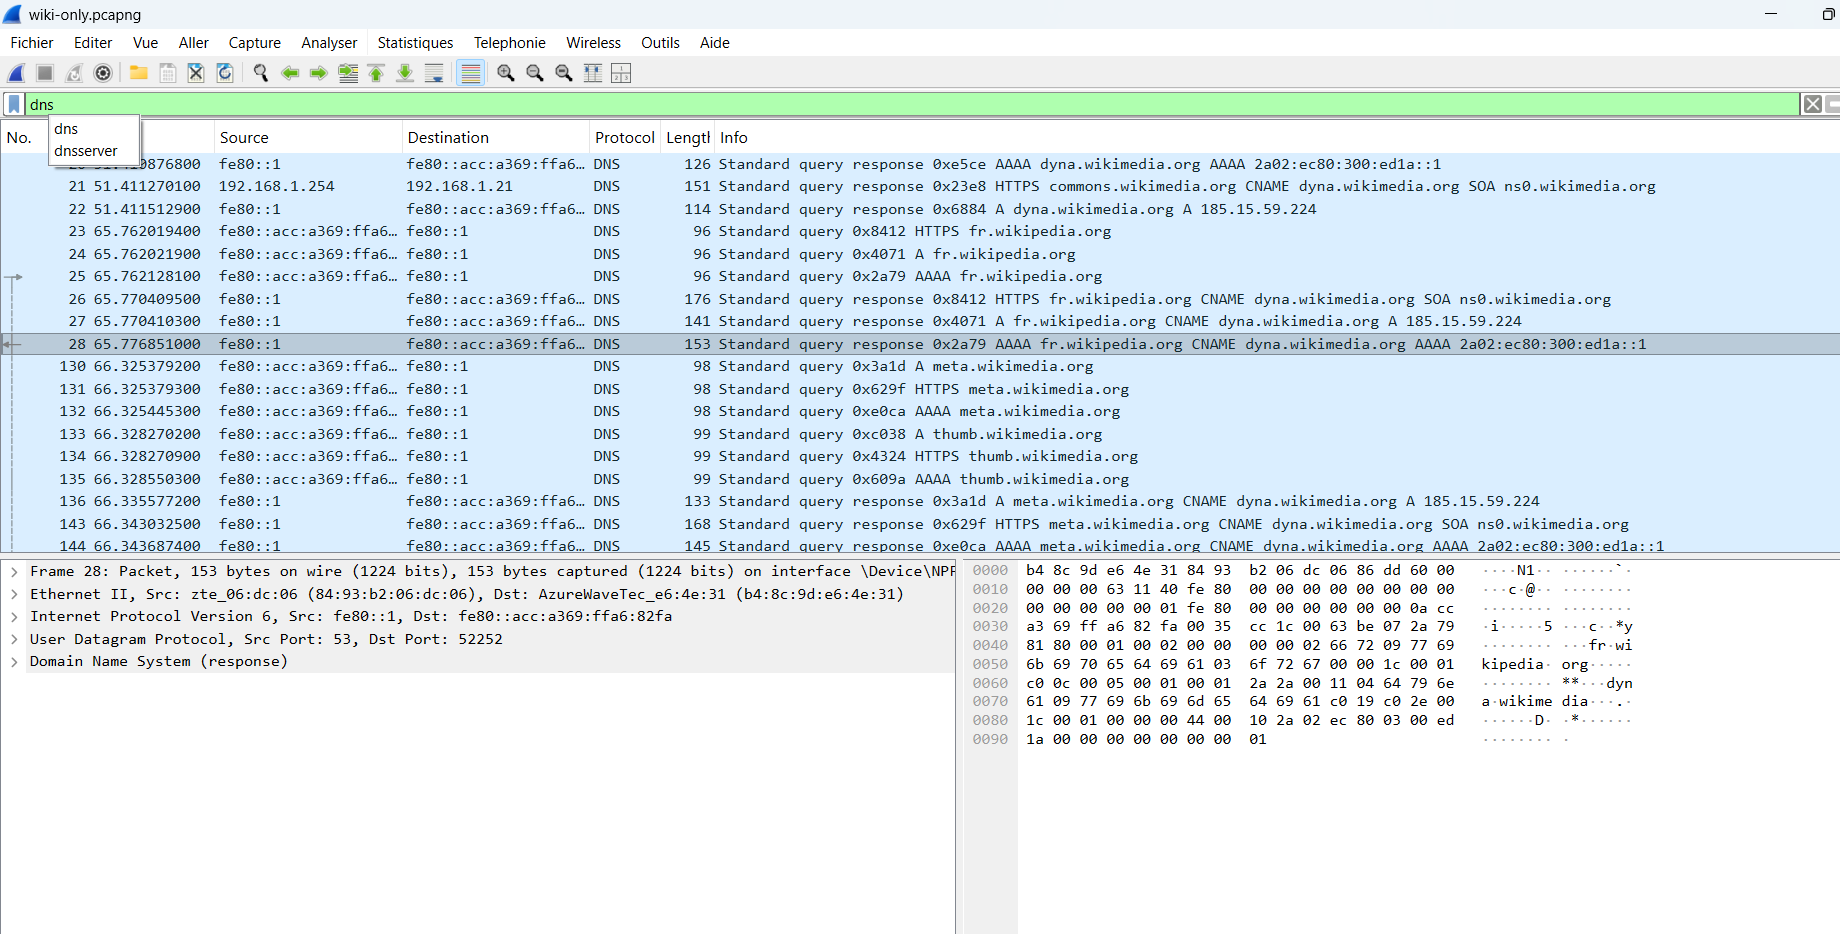 wiki-only.pcapng
Fichier Editer Vue Aller Capture Analyser Statistiques Telephonie Wireless Outils Aide
dns
dns
dnsserver
No. Source Destination Protocol Length Info
0876800 fe80::1 fe80::acc:a369:ffa6… DNS 126 Standard query response 0xe5ce AAAA dyna.wikimedia.org AAAA 2a02:ec80:300:ed1a::1
21 51.411270100 192.168.1.254 192.168.1.21 DNS 151 Standard query response 0x23e8 HTTPS commons.wikimedia.org CNAME dyna.wikimedia.org SOA ns0.wikimedia.org
22 51.411512900 fe80::1 fe80::acc:a369:ffa6… DNS 114 Standard query response 0x6884 A dyna.wikimedia.org A 185.15.59.224
23 65.762019400 fe80::acc:a369:ffa6… fe80::1 DNS 96 Standard query 0x8412 HTTPS fr.wikipedia.org
24 65.762021900 fe80::acc:a369:ffa6… fe80::1 DNS 96 Standard query 0x4071 A fr.wikipedia.org
25 65.762128100 fe80::acc:a369:ffa6… fe80::1 DNS 96 Standard query 0x2a79 AAAA fr.wikipedia.org
26 65.770409500 fe80::1 fe80::acc:a369:ffa6… DNS 176 Standard query response 0x8412 HTTPS fr.wikipedia.org CNAME dyna.wikimedia.org SOA ns0.wikimedia.org
27 65.770410300 fe80::1 fe80::acc:a369:ffa6… DNS 141 Standard query response 0x4071 A fr.wikipedia.org CNAME dyna.wikimedia.org A 185.15.59.224
28 65.776851000 fe80::1 fe80::acc:a369:ffa6… DNS 153 Standard query response 0x2a79 AAAA fr.wikipedia.org CNAME dyna.wikimedia.org AAAA 2a02:ec80:300:ed1a::1
130 66.325379200 fe80::acc:a369:ffa6… fe80::1 DNS 98 Standard query 0x3a1d A meta.wikimedia.org
131 66.325379300 fe80::acc:a369:ffa6… fe80::1 DNS 98 Standard query 0x629f HTTPS meta.wikimedia.org
132 66.325445300 fe80::acc:a369:ffa6… fe80::1 DNS 98 Standard query 0xe0ca AAAA meta.wikimedia.org
133 66.328270200 fe80::acc:a369:ffa6… fe80::1 DNS 99 Standard query 0xc038 A thumb.wikimedia.org
134 66.328270900 fe80::acc:a369:ffa6… fe80::1 DNS 99 Standard query 0x4324 HTTPS thumb.wikimedia.org
135 66.328550300 fe80::acc:a369:ffa6… fe80::1 DNS 99 Standard query 0x609a AAAA thumb.wikimedia.org
136 66.335577200 fe80::1 fe80::acc:a369:ffa6… DNS 133 Standard query response 0x3a1d A meta.wikimedia.org CNAME dyna.wikimedia.org A 185.15.59.224
143 66.343032500 fe80::1 fe80::acc:a369:ffa6… DNS 168 Standard query response 0x629f HTTPS meta.wikimedia.org CNAME dyna.wikimedia.org SOA ns0.wikimedia.org
144 66.343687400 fe80::1 fe80::acc:a369:ffa6… DNS 145 Standard query response 0xe0ca AAAA meta.wikimedia.org CNAME dyna.wikimedia.org AAAA 2a02:ec80:300:ed1a::1
Frame 28: Packet, 153 bytes on wire (1224 bits), 153 bytes captured (1224 bits) on interface \Device\NPF
Ethernet II, Src: zte_06:dc:06 (84:93:b2:06:dc:06), Dst: AzureWaveTec_e6:4e:31 (b4:8c:9d:e6:4e:31)
Internet Protocol Version 6, Src: fe80::1, Dst: fe80::acc:a369:ffa6:82fa
User Datagram Protocol, Src Port: 53, Dst Port: 52252
Domain Name System (response)
0000 b4 8c 9d e6 4e 31 84 93 b2 06 dc 06 86 dd 60 00 ····N1·· ······`·
0010 00 00 00 63 11 40 fe 80 00 00 00 00 00 00 00 00 ···c·@·· ········
0020 00 00 00 00 00 01 fe 80 00 00 00 00 00 00 0a cc ········ ········
0030 a3 69 ff a6 82 fa 00 35 cc 1c 00 63 be 07 2a 79 ·i·····5 ···c··*y
0040 81 80 00 01 00 02 00 00 00 00 02 66 72 09 77 69 ········ ···fr·wi
0050 6b 69 70 65 64 69 61 03 6f 72 67 00 00 1c 00 01 kipedia· org·····
0060 c0 0c 00 05 00 01 00 01 2a 2a 00 11 04 64 79 6e ········ **···dyn
0070 61 09 77 69 6b 69 6d 65 64 69 61 c0 19 c0 2e 00 a·wikime dia···.·
0080 1c 00 01 00 00 00 44 00 10 2a 02 ec 80 03 00 ed ······D· ·*······
0090 1a 00 00 00 00 00 00 00 01 ········ ·